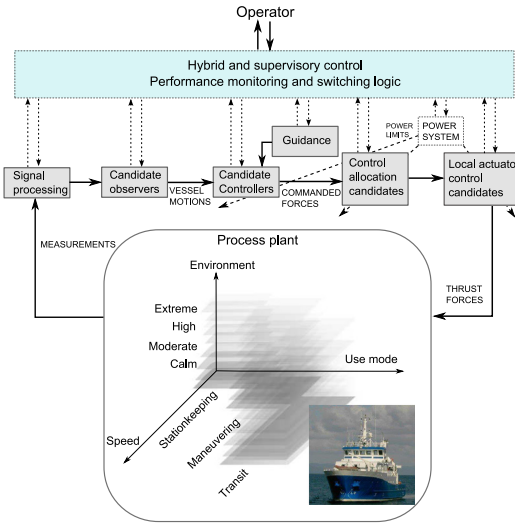 Operator
Hybrid and supervisory control
Performance monitoring and switching logic
POWER
LIMITS
POWER
SYSTEM
Guidance
Signal
processing
Candidate
observers
VESSEL
MOTIONS
Candidate
Controllers
COMMANDED
FORCES
Control
allocation
candidates
Local actuator
control
candidates
MEASUREMENTS
THRUST
FORCES
Process plant
Environment
Extreme
High
Moderate
Calm
Use mode
Speed
Stationkeeping
Maneuvering
Transit